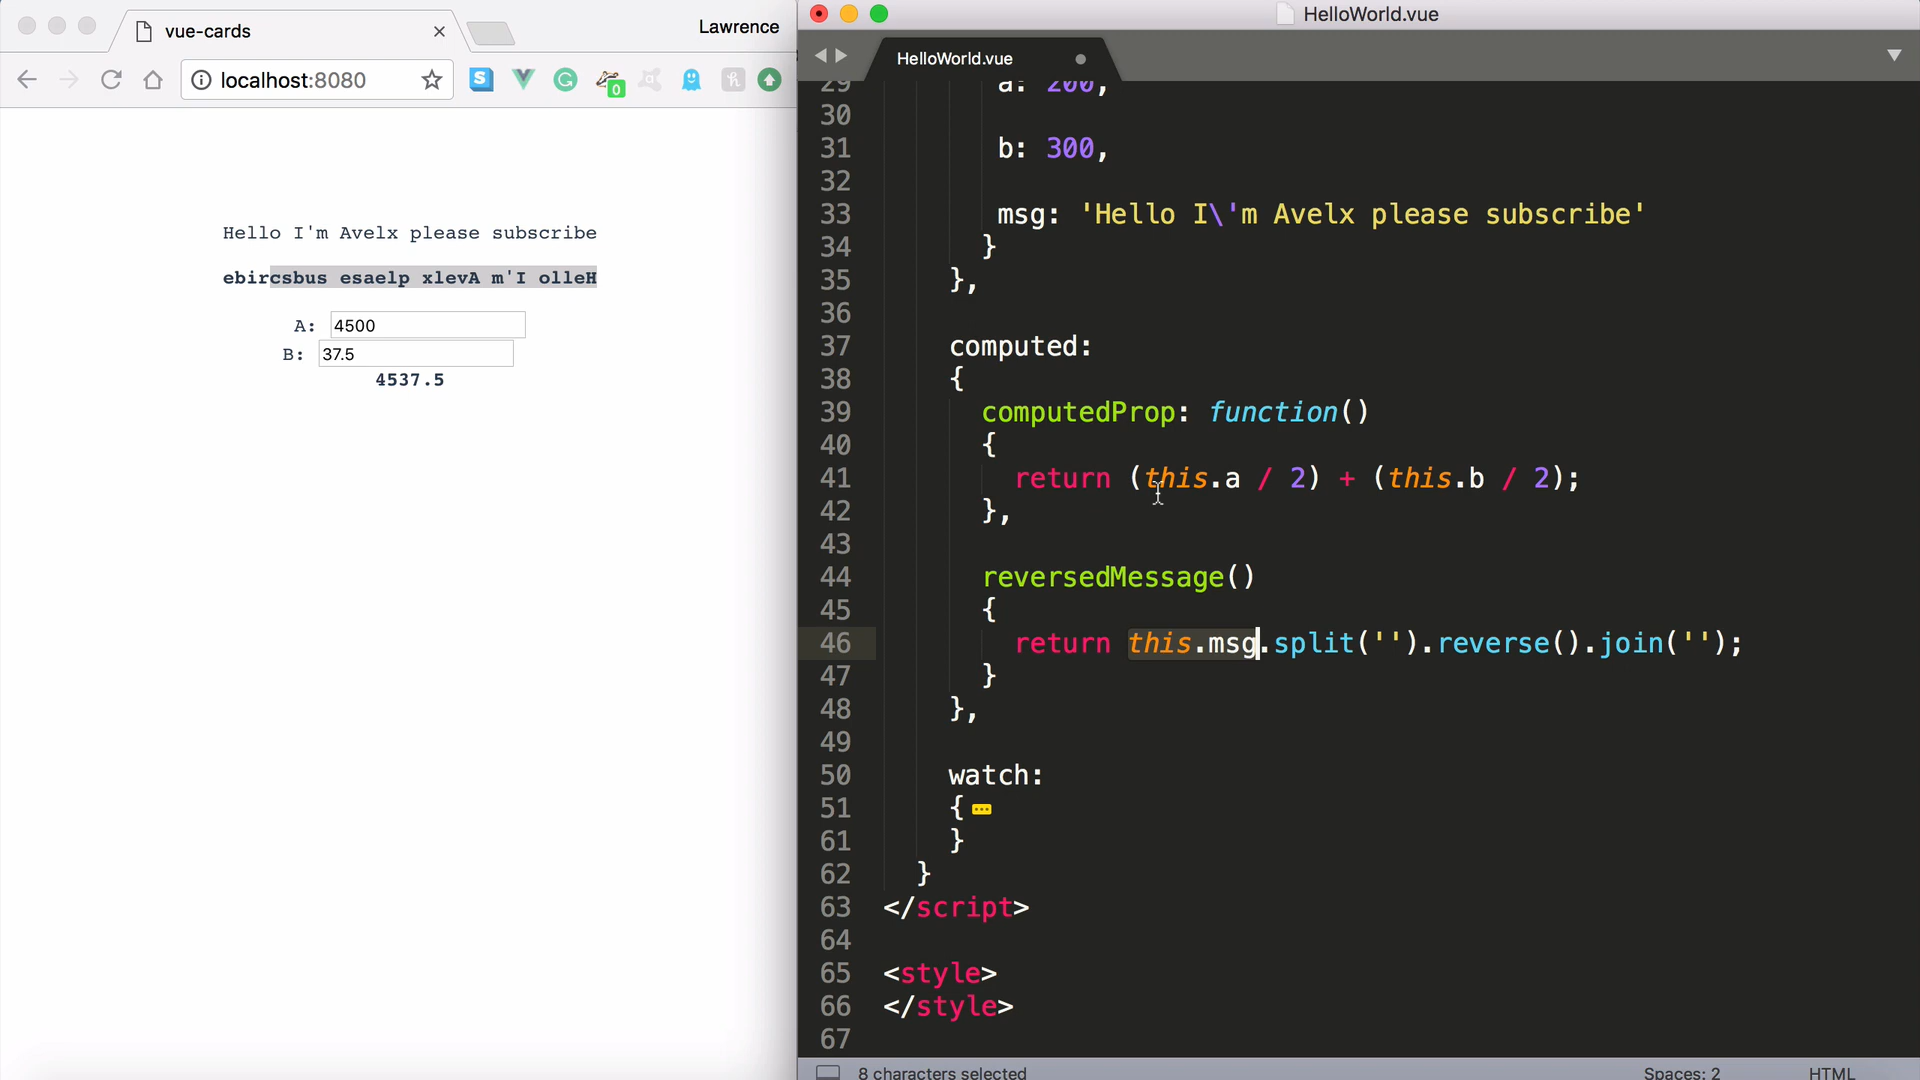 vue-cards
Lawrence
localhost:8080
0
Hello I'm Avelx please subscribe
ebircsbus esaelp xlevA m'I olleH
A: 4500
B: 37.5
4537.5
HelloWorld.vue
HelloWorld.vue
29 a: 200,
30
31 b: 300,
32
33 msg: 'Hello I\'m Avelx please subscribe'
34 }
35 },
36
37 computed:
38 {
39 computedProp: function()
40 {
41 return (this.a / 2) + (this.b / 2);
42 },
43
44 reversedMessage()
45 {
46 return this.msg.split('').reverse().join('');
47 }
48 },
49
50 watch:
51 {
61 }
62 }
63 </script>
64
65 <style>
66 </style>
67
8 characters selected
Spaces: 2
HTML